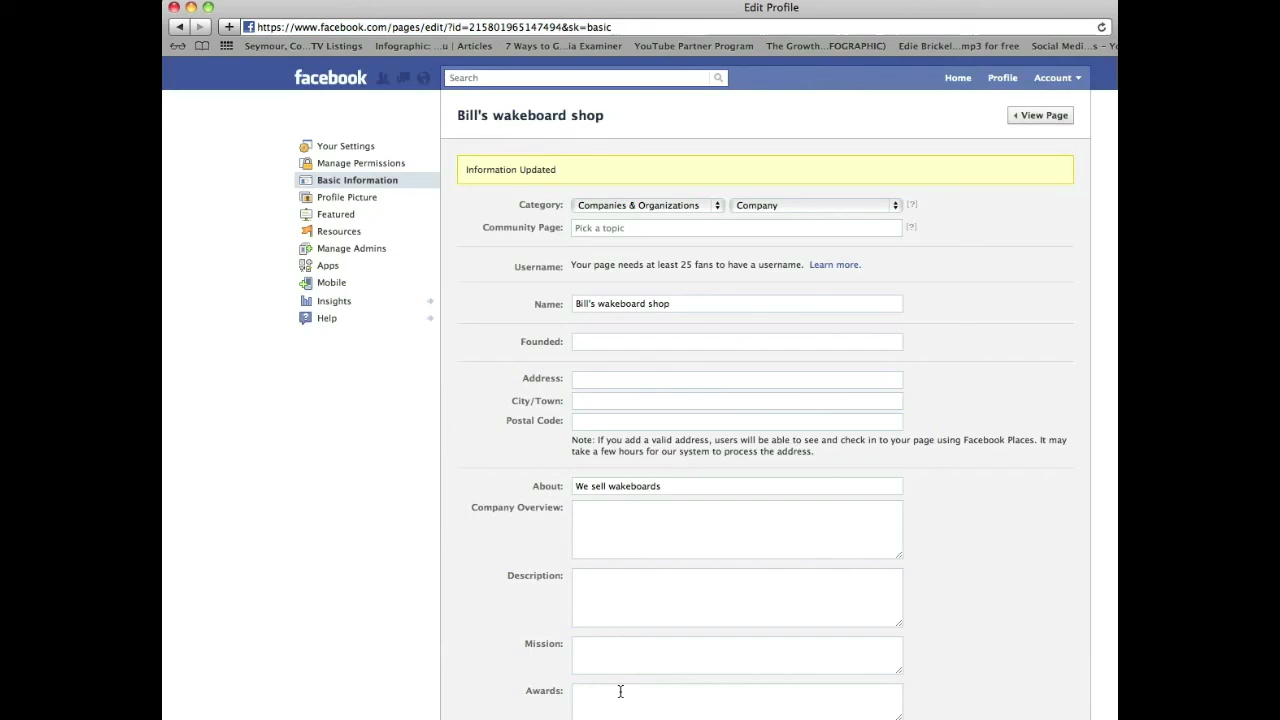 Edit Profile
https://www.facebook.com/pages/edit/?id=215801965147494&sk=basic
Seymour, Co...TV Listings Infographic: ...u | Articles 7 Ways to G...ia Examiner YouTube Partner Program The Growth...FOGRAPHIC) Edie Brickel...mp3 for free Social Medi...s – Yo
facebook Search Home Profile Account
Bill's wakeboard shop View Page
Your Settings
Manage Permissions
Basic Information
Profile Picture
Featured
Resources
Manage Admins
Apps
Mobile
Insights
Help
Information Updated
Category: Companies & Organizations Company [?]
Community Page: Pick a topic [?]
Username: Your page needs at least 25 fans to have a username. Learn more.
Name: Bill's wakeboard shop
Founded:
Address:
City/Town:
Postal Code:
Note: If you add a valid address, users will be able to see and check in to your page using Facebook Places. It may
take a few hours for our system to process the address.
About: We sell wakeboards
Company Overview:
Description:
Mission:
Awards: